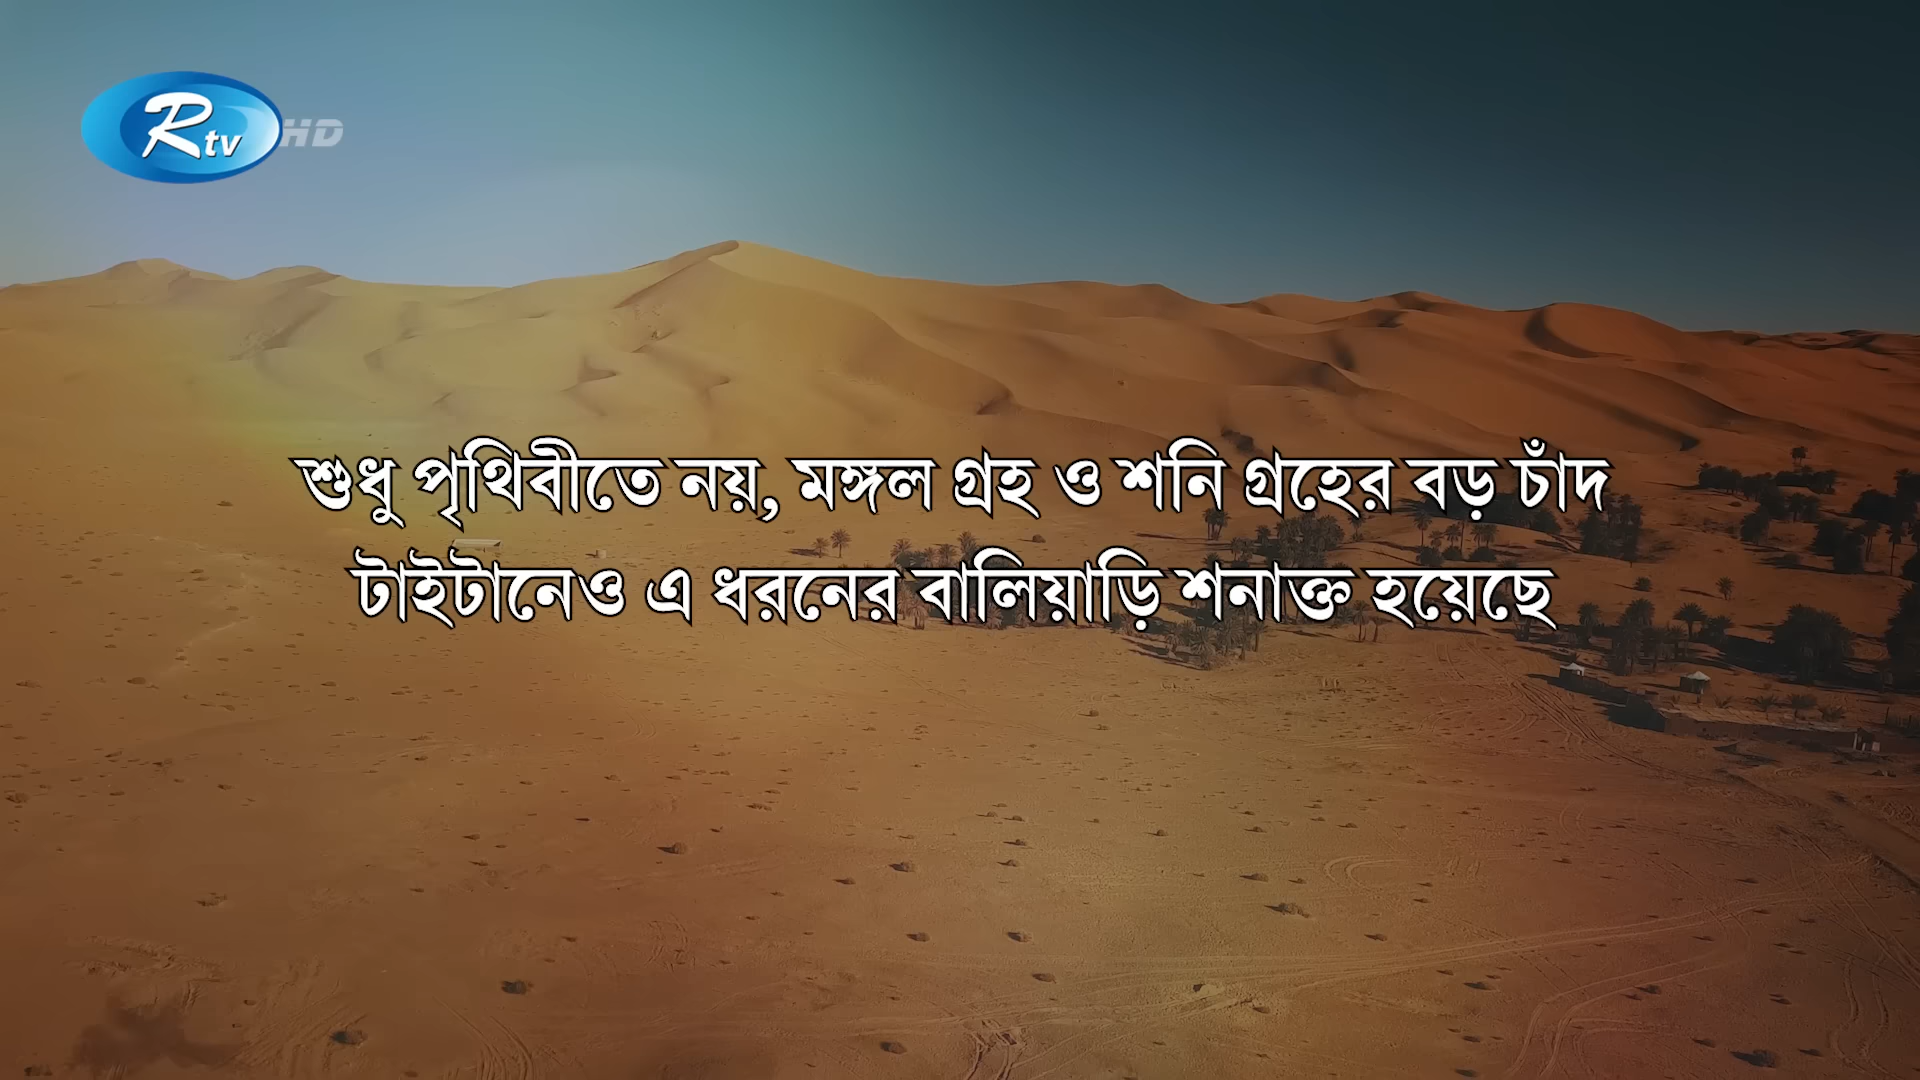 Rtv HD
শুধু পৃথিবীতে নয়, মঙ্গল গ্রহ ও শনি গ্রহের বড় চাঁদ
টাইটানেও এ ধরনের বালিয়াড়ি শনাক্ত হয়েছে